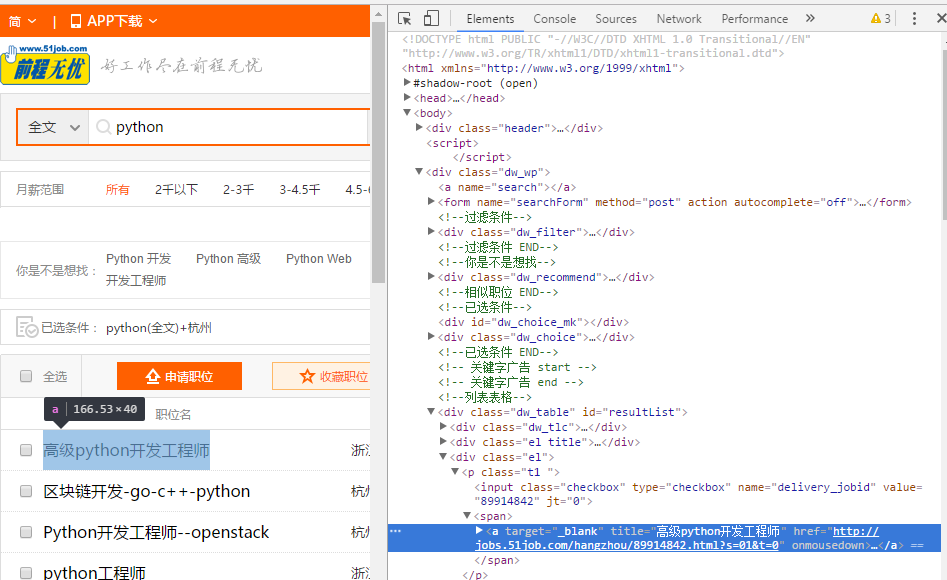 简 | APP下载
www.51job.com
前程无忧 好工作尽在前程无忧
全文 python
月薪范围 所有 2千以下 2-3千 3-4.5千 4.5-6
你是不是想找： Python 开发 Python 高级 Python Web
开发工程师
已选条件： python(全文)+杭州
全选 申请职位 收藏职位
a | 166.53×40 职位名
高级python开发工程师 浙江
区块链开发-go-c++-python 杭州
Python开发工程师--openstack 杭州
python工程师 浙江
Elements Console Sources Network Performance » 3
<!DOCTYPE html PUBLIC "-//W3C//DTD XHTML 1.0 Transitional//EN"
"http://www.w3.org/TR/xhtml1/DTD/xhtml1-transitional.dtd">
<html xmlns="http://www.w3.org/1999/xhtml">
#shadow-root (open)
<head>…</head>
<body>
<div class="header">…</div>
<script>
</script>
<div class="dw_wp">
<a name="search"></a>
<form name="searchForm" method="post" action autocomplete="off">…</form>
<!--过滤条件-->
<div class="dw_filter">…</div>
<!--过滤条件 END-->
<!--你是不是想找-->
<div class="dw_recommend">…</div>
<!--相似职位 END-->
<!--已选条件-->
<div id="dw_choice_mk"></div>
<div class="dw_choice">…</div>
<!--已选条件 END-->
<!-- 关键字广告 start -->
<!-- 关键字广告 end -->
<!--列表表格-->
<div class="dw_table" id="resultList">
<div class="dw_tlc">…</div>
<div class="el title">…</div>
<div class="el">
<p class="t1 ">
<input class="checkbox" type="checkbox" name="delivery_jobid" value=
"89914842" jt="0">
<span>
… <a target="_blank" title="高级python开发工程师" href="http://
jobs.51job.com/hangzhou/89914842.html?s=01&t=0" onmousedown>…</a> ==
</span>
</p>